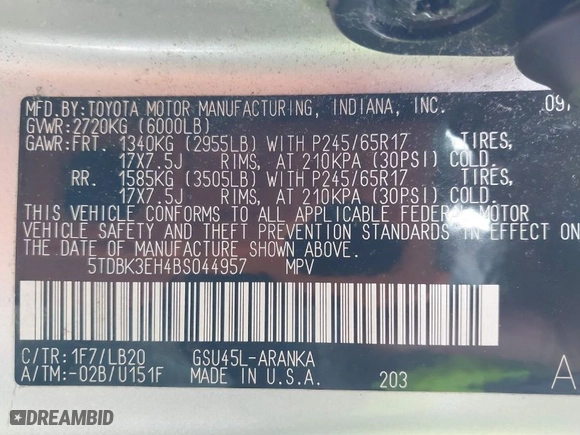 MFD.BY:TOYOTA MOTOR MANUFACTURING, INDIANA, INC. 09/
GVWR:2720KG (6000LB)
GAWR:FRT. 1340KG (2955LB) WITH P245/65R17 TIRES,
17X7.5J RIMS, AT 210KPA (30PSI) COLD.
RR. 1585KG (3505LB) WITH P245/65R17 TIRES,
17X7.5J RIMS, AT 210KPA (30PSI) COLD.
THIS VEHICLE CONFORMS TO ALL APPLICABLE FEDERAL MOTOR
VEHICLE SAFETY AND THEFT PREVENTION STANDARDS IN EFFECT ON
THE DATE OF MANUFACTURE SHOWN ABOVE.
5TDBK3EH4BS044957 MPV
C/TR:1F7/LB20 GSU45L-ARANKA
A/TM:-02B/U151F MADE IN U.S.A. 203 A
DREAMBID